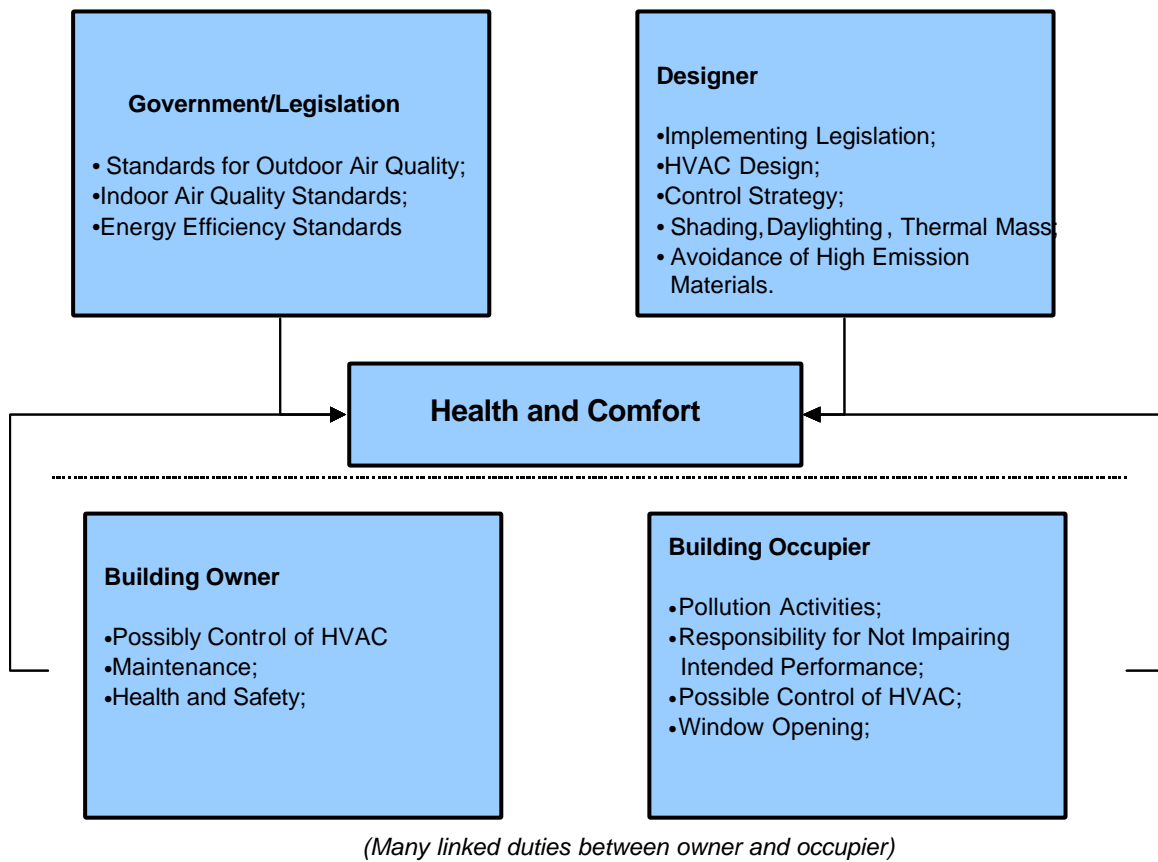 Government/Legislation
• Standards for Outdoor Air Quality;
•Indoor Air Quality Standards;
•Energy Efficiency Standards
Designer
•Implementing Legislation;
•HVAC Design;
•Control Strategy;
• Shading, Daylighting, Thermal Mass;
• Avoidance of High Emission
Materials.
Health and Comfort
Building Owner
•Possibly Control of HVAC
•Maintenance;
•Health and Safety;
Building Occupier
•Pollution Activities;
•Responsibility for Not Impairing
Intended Performance;
•Possible Control of HVAC;
•Window Opening;
(Many linked duties between owner and occupier)